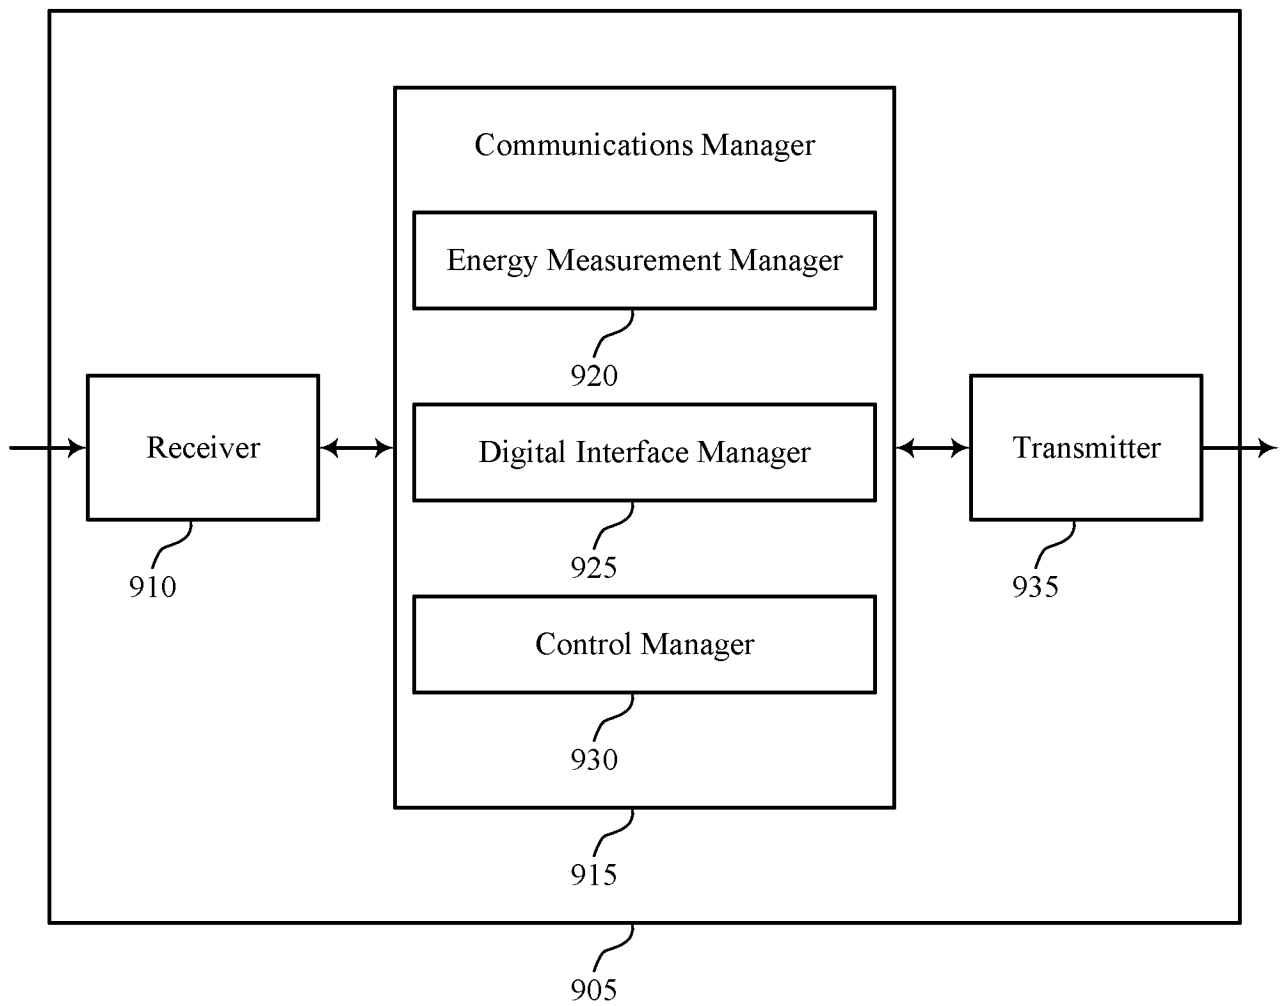 Communications Manager
Energy Measurement Manager
920
Receiver
910
Digital Interface Manager
925
Transmitter
935
Control Manager
930
915
905